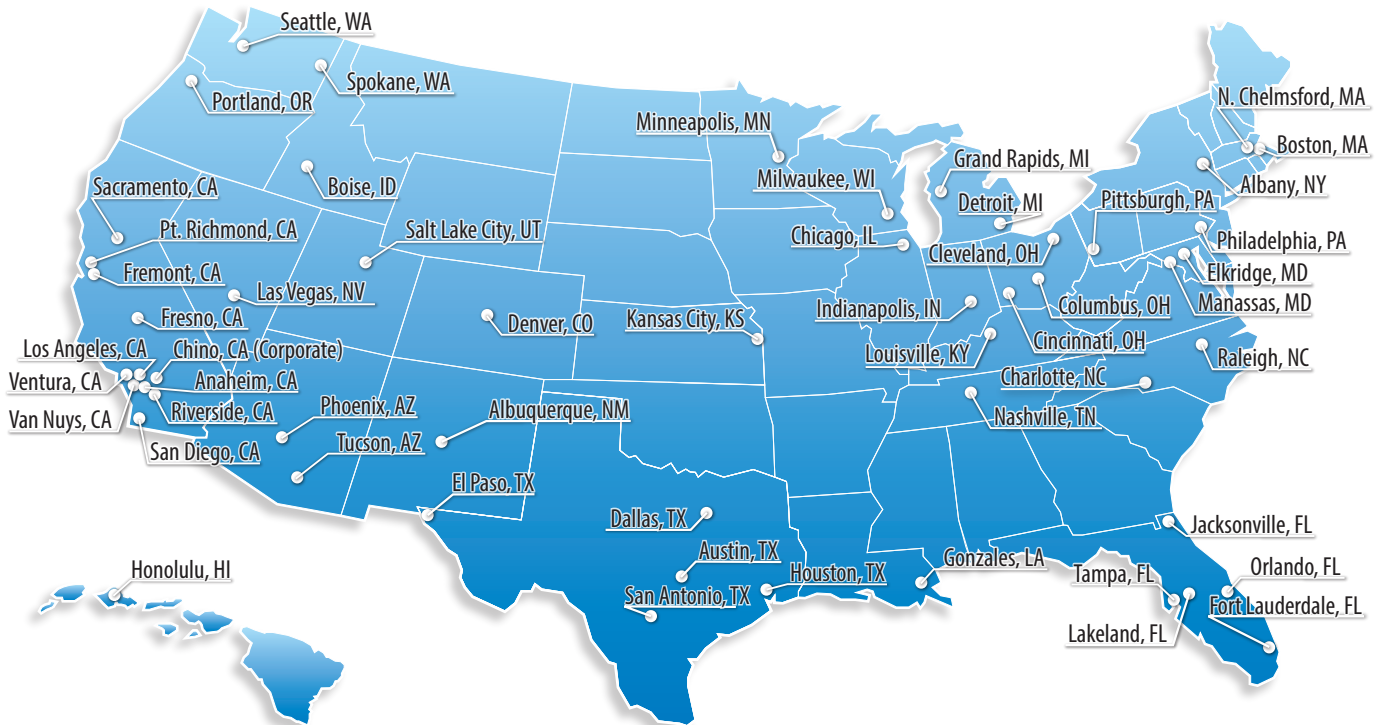 Seattle, WA
Spokane, WA
Portland, OR
N. Chelmsford, MA
Minneapolis, MN
Boston, MA
Grand Rapids, MI
Milwaukee, WI
Albany, NY
Boise, ID
Sacramento, CA
Detroit, MI
Pittsburgh, PA
Pt. Richmond, CA
Salt Lake City, UT
Chicago, IL
Cleveland, OH
Philadelphia, PA
Fremont, CA
Elkridge, MD
Las Vegas, NV
Manassas, MD
Columbus, OH
Indianapolis, IN
Fresno, CA
Denver, CO
Kansas City, KS
Cincinnati, OH
Los Angeles, CA
Chino, CA (Corporate)
Louisville, KY
Raleigh, NC
Ventura, CA
Anaheim, CA
Charlotte, NC
Van Nuys, CA
Riverside, CA
Phoenix, AZ
Albuquerque, NM
Nashville, TN
San Diego, CA
Tucson, AZ
El Paso, TX
Dallas, TX
Jacksonville, FL
Austin, TX
Gonzales, LA
Honolulu, HI
Houston, TX
Tampa, FL
Orlando, FL
San Antonio, TX
Fort Lauderdale, FL
Lakeland, FL